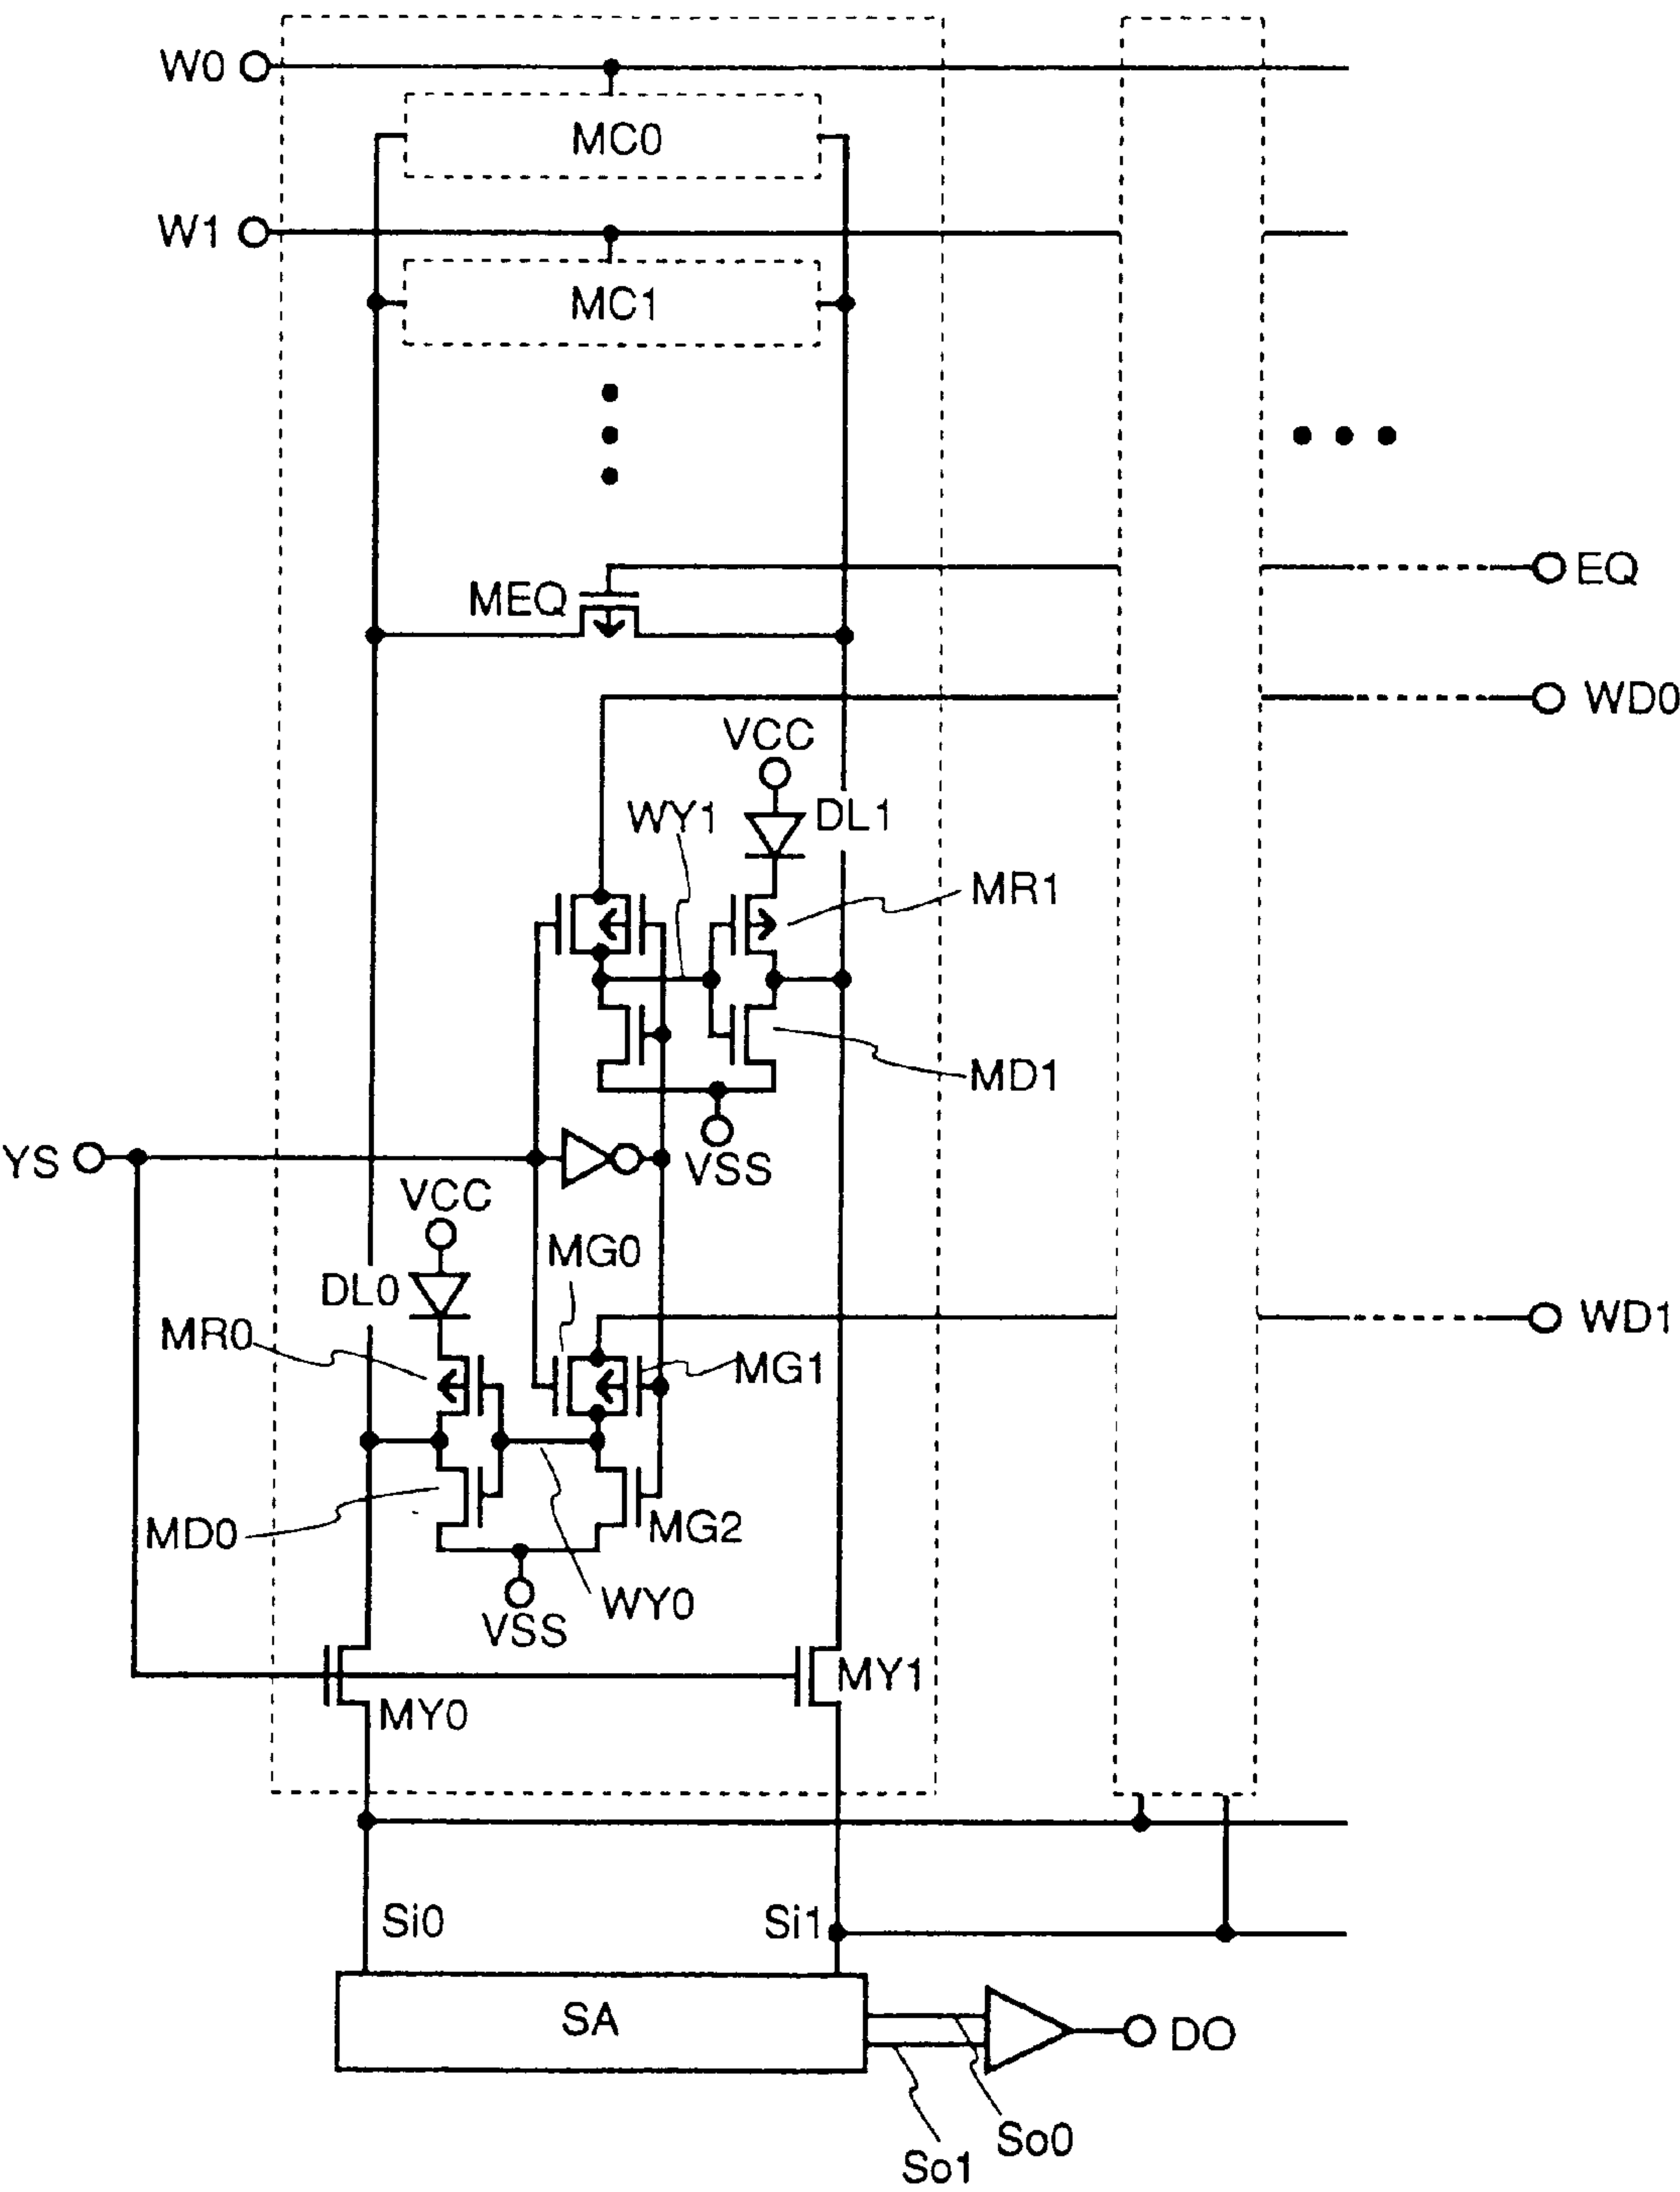 W0
MC0
W1
MC1
EQ
MEQ
WD0
VCC
DL1
WY1
MR1
MD1
YS
VSS
VCC
MG0
DL0
WD1
MR0
MG1
MD0
MG2
WY0
VSS
MY1
MY0
Si0
Si1
SA
DO
So0
So1